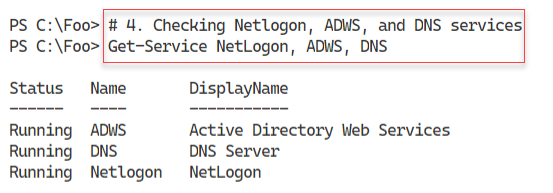 PS C:\Foo> # 4. Checking Netlogon, ADWS, and DNS services
PS C:\Foo> Get-Service NetLogon, ADWS, DNS
Status Name DisplayName
------ ---- -----------
Running ADWS Active Directory Web Services
Running DNS DNS Server
Running Netlogon NetLogon